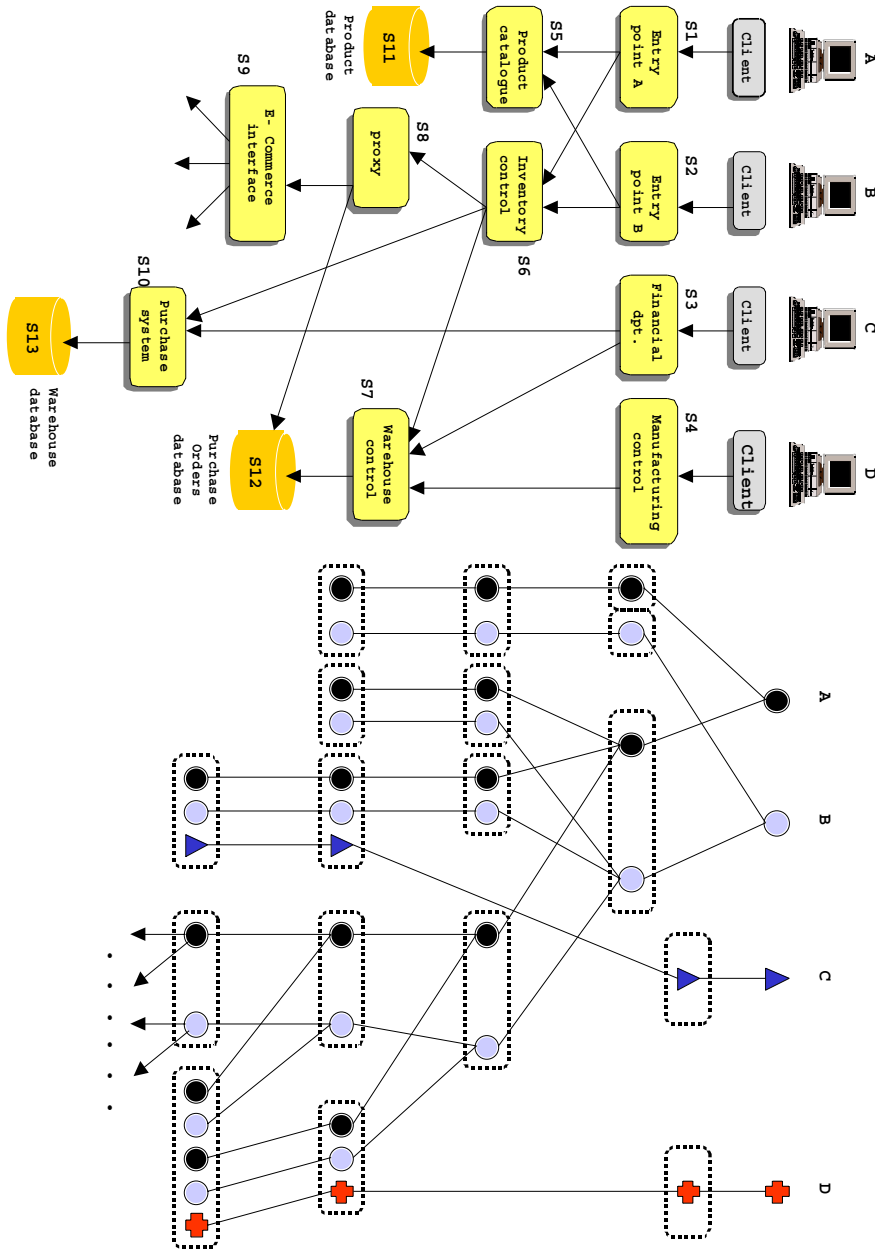 A
B
C
D
Client
Client
Client
Client
S1
S2
S3
S4
Entry
point A
Entry
point B
Financial
dpt.
Manufacturing
control
S5
Product
catalogue
Inventory
control
S6
S11
Product
database
S8
proxy
S7
Warehouse
control
S9
E- Commerce
interface
S12
Purchase
Orders
database
S10
Purchase
system
S13
Warehouse
database
A
B
C
D
. . . . . .